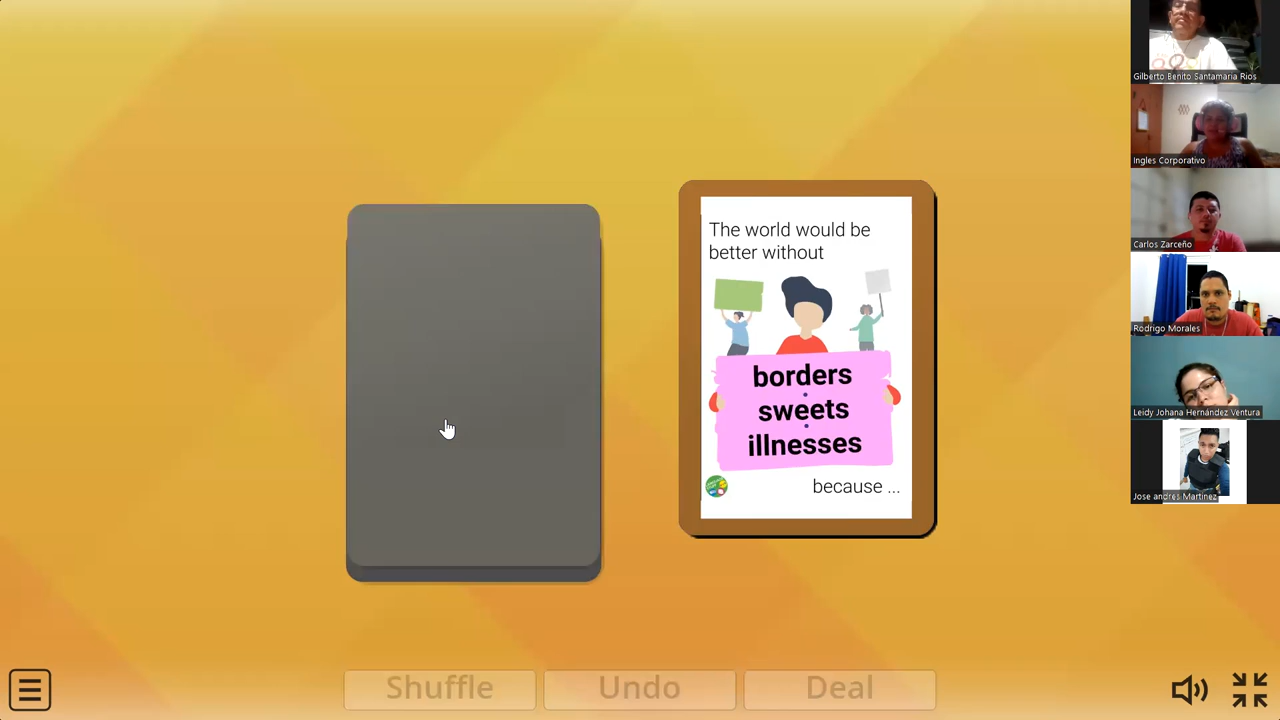 The world would be
better without
borders
sweets
illnesses
because ...
Shuffle
Undo
Deal
Gilberto Benito Santamaria Rios
Ingles Corporativo
Carlos Zarceño
Rodrigo Morales
Leidy Johana Hernández Ventura
Jose andres Martinez